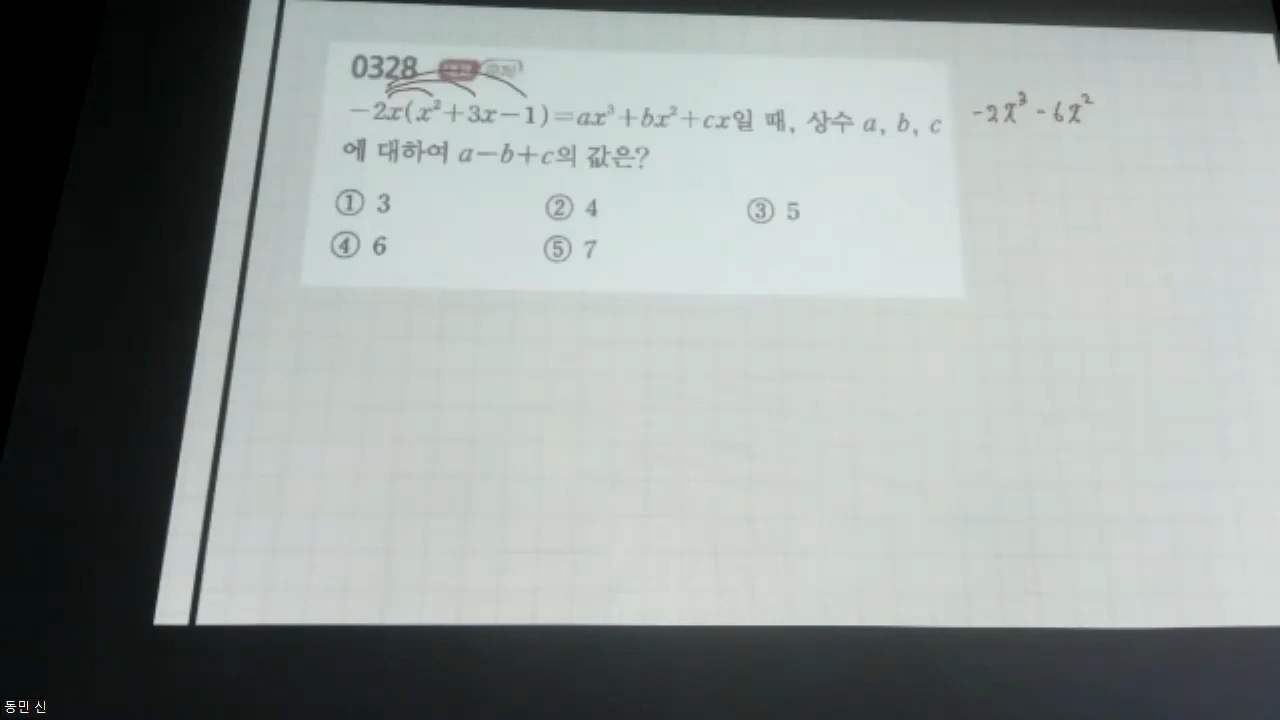 0328
-2x(x²+3x-1)=ax³+bx²+cx일 때, 상수 a, b, c
에 대하여 a-b+c의 값은?
① 3 ② 4 ③ 5
④ 6 ⑤ 7
-2x³ - 6x²
동민 신